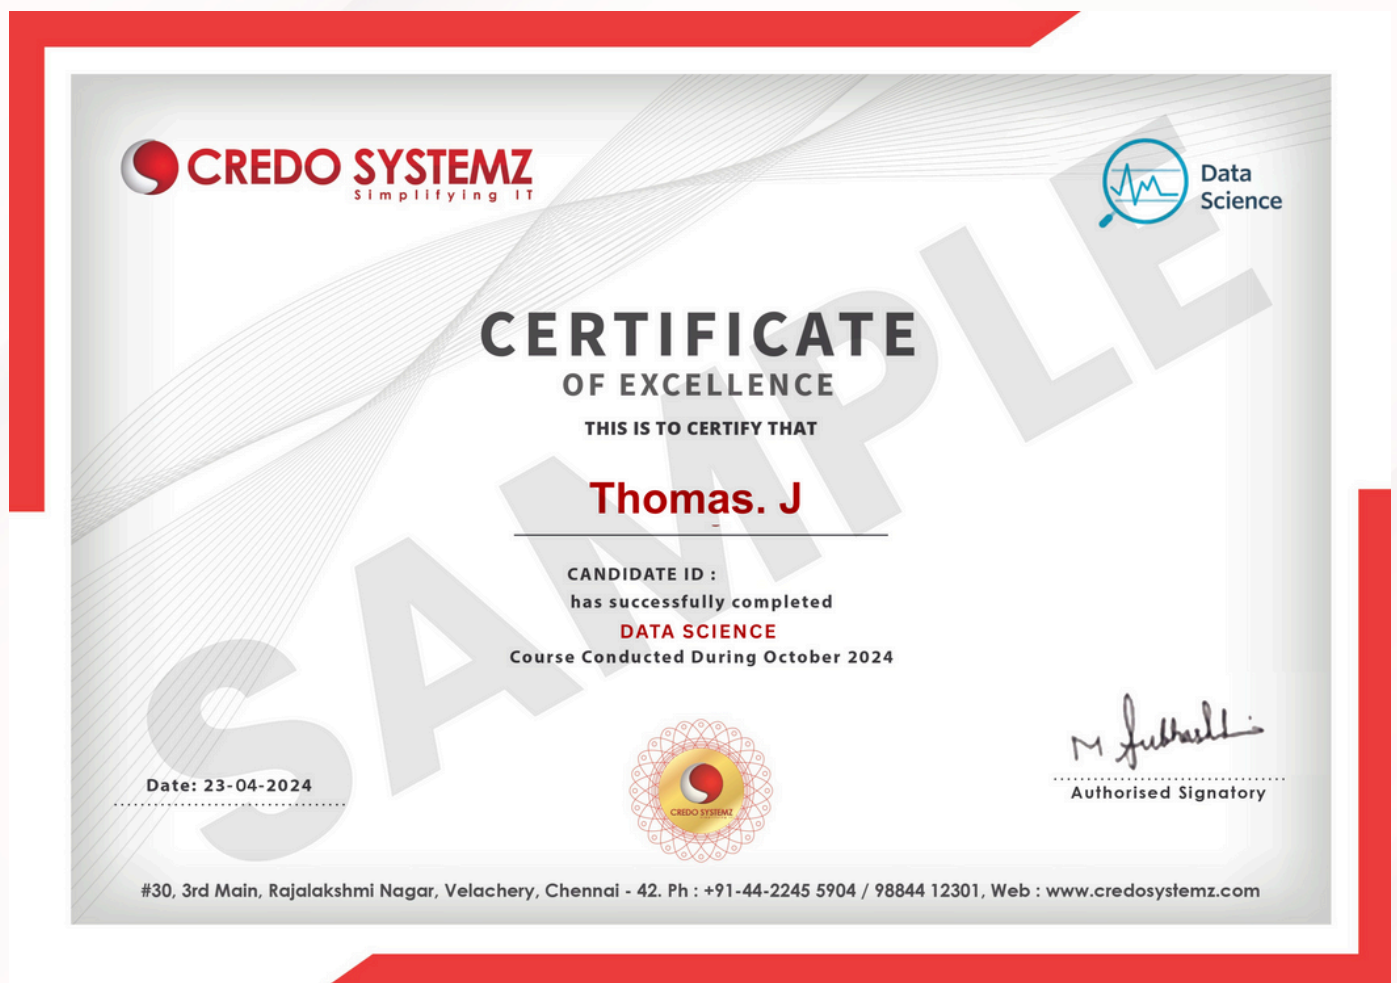 CREDO SYSTEMZ
Simplifying IT
Data
Science
CERTIFICATE
OF EXCELLENCE
THIS IS TO CERTIFY THAT
Thomas. J
CANDIDATE ID :
has successfully completed
DATA SCIENCE
Course Conducted During October 2024
SAMPLE
Date: 23-04-2024
CREDO SYSTEMZ
Authorised Signatory
#30, 3rd Main, Rajalakshmi Nagar, Velachery, Chennai - 42. Ph : +91-44-2245 5904 / 98844 12301, Web : www.credosystemz.com